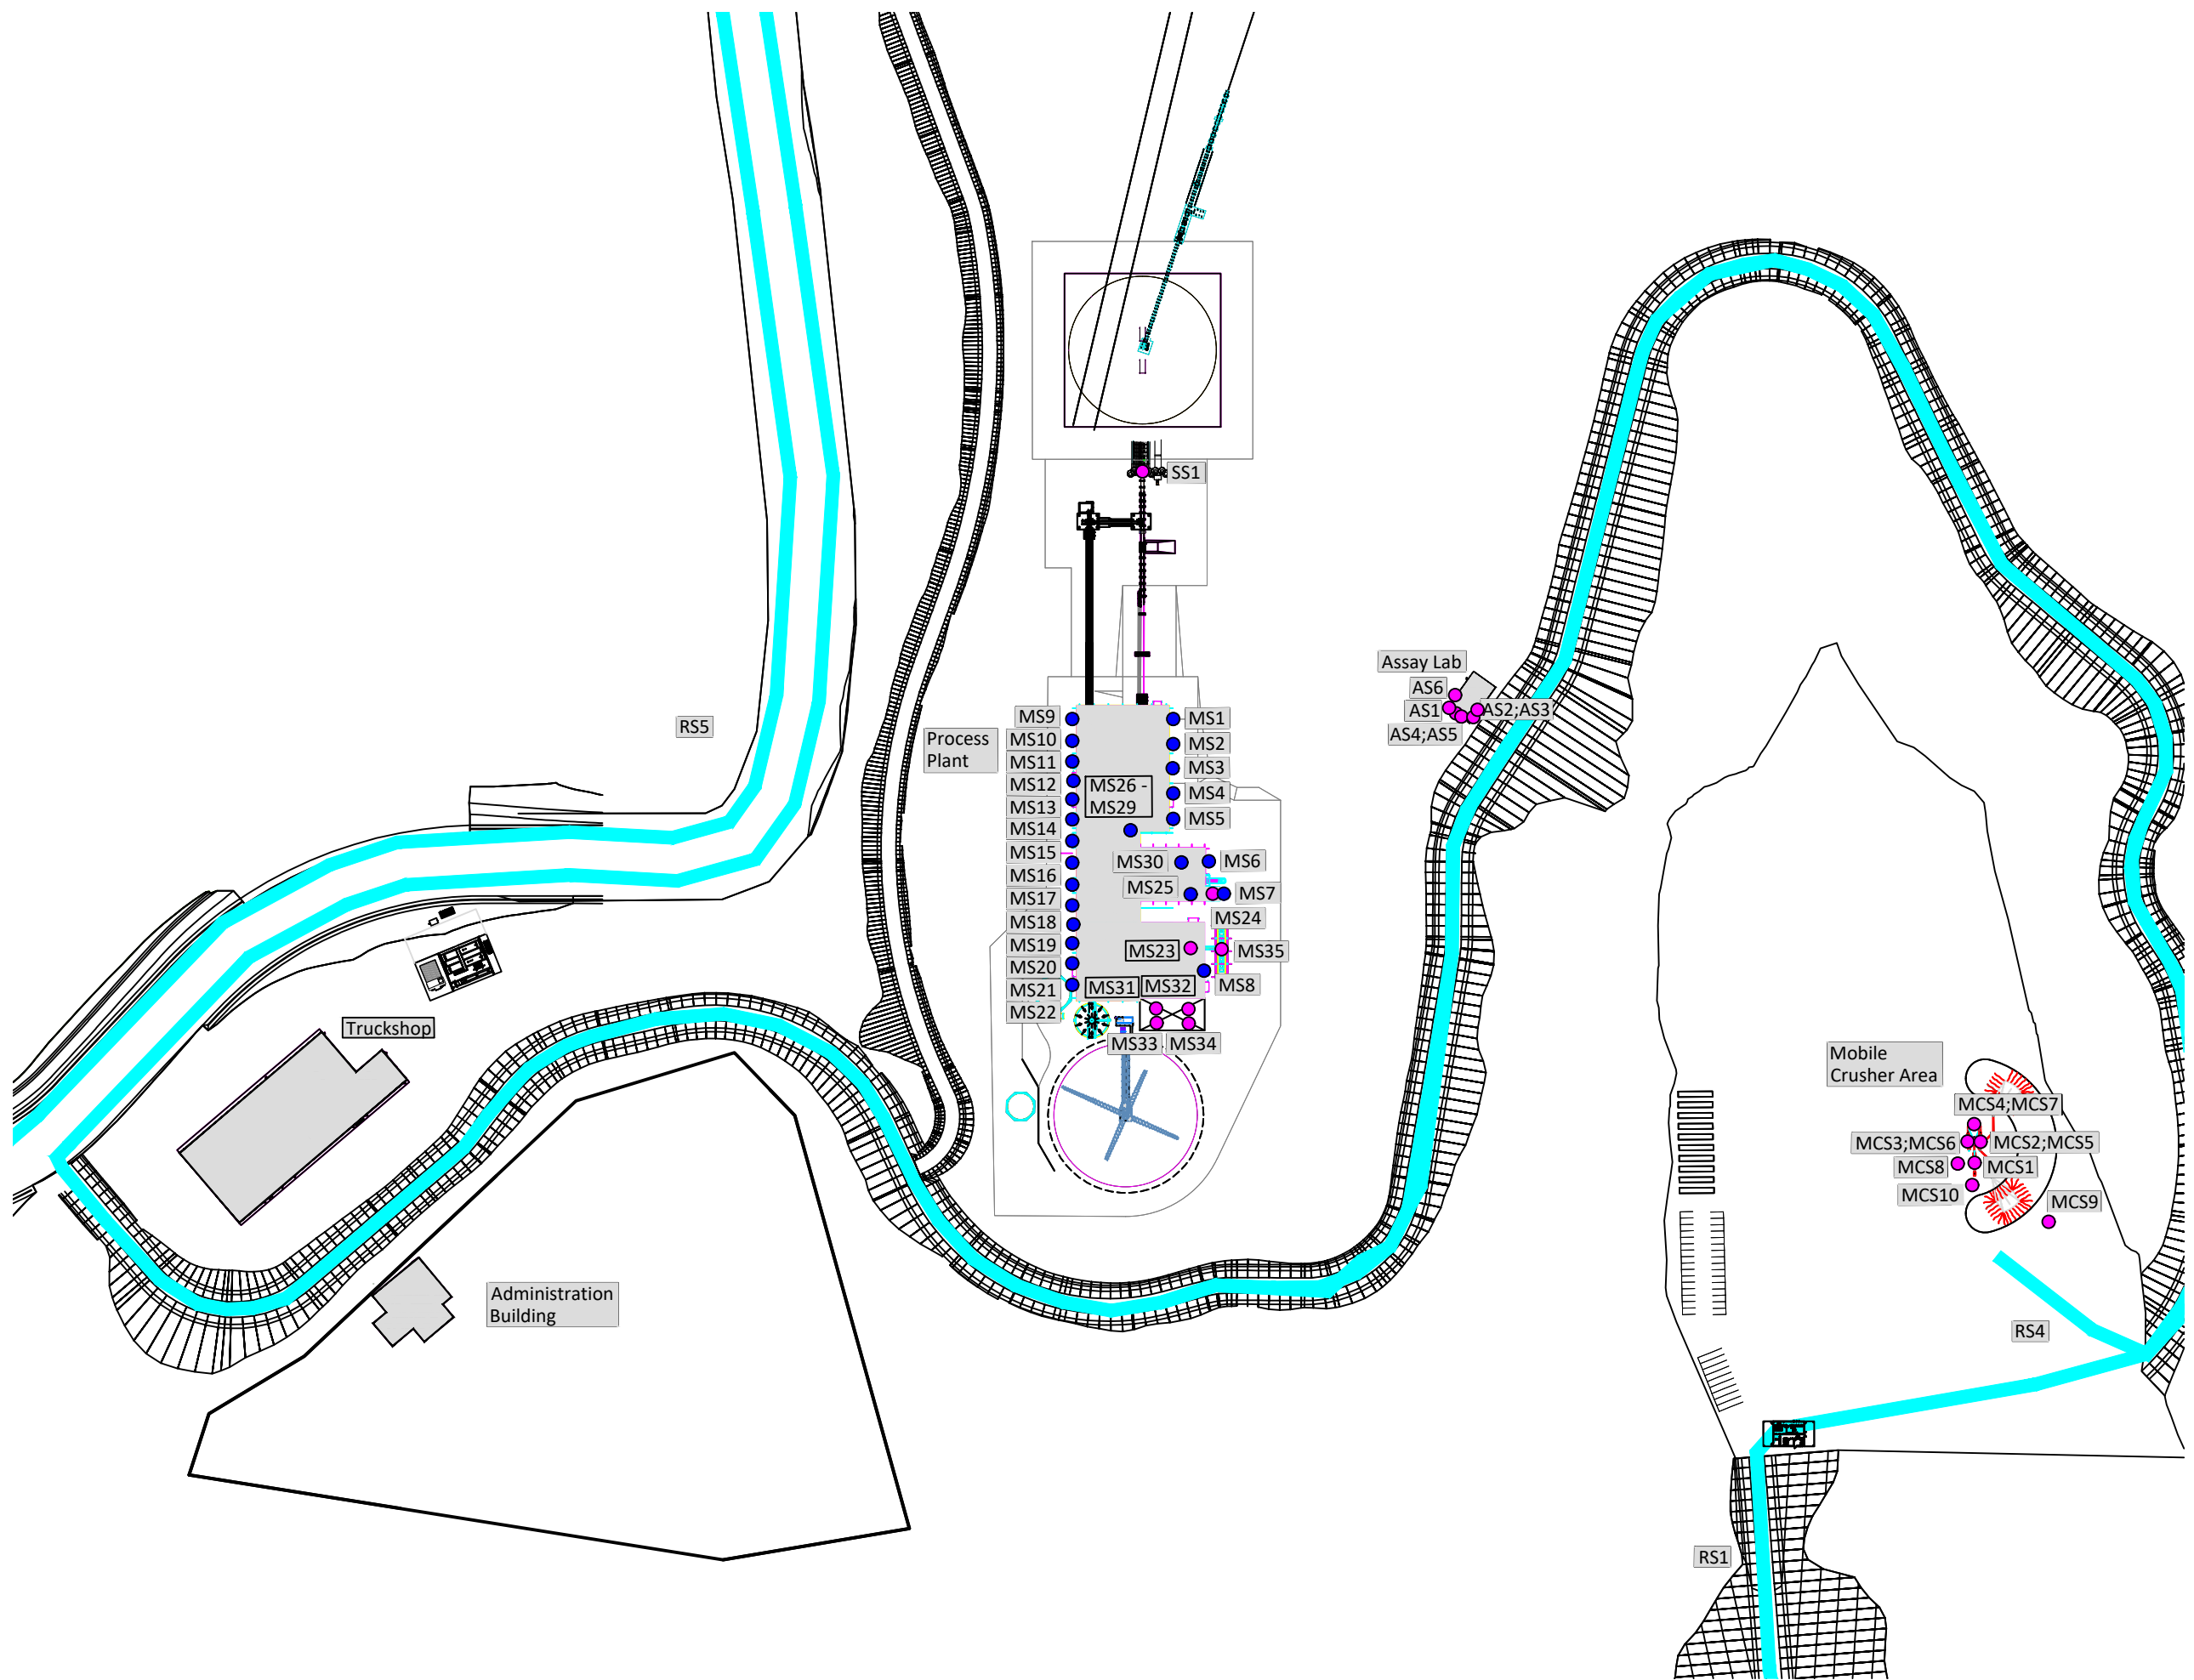 SS1
Assay Lab
AS6
AS1
AS2;AS3
AS4;AS5
RS5
Process
Plant
MS9
MS10
MS11
MS12
MS13
MS14
MS15
MS16
MS17
MS18
MS19
MS20
MS21
MS22
MS26 -
MS29
MS1
MS2
MS3
MS4
MS5
MS30
MS6
MS25
MS7
MS24
MS23
MS35
MS31
MS32
MS8
MS33
MS34
Truckshop
Administration
Building
Mobile
Crusher Area
MCS4;MCS7
MCS3;MCS6
MCS2;MCS5
MCS8
MCS1
MCS10
MCS9
RS4
RS1